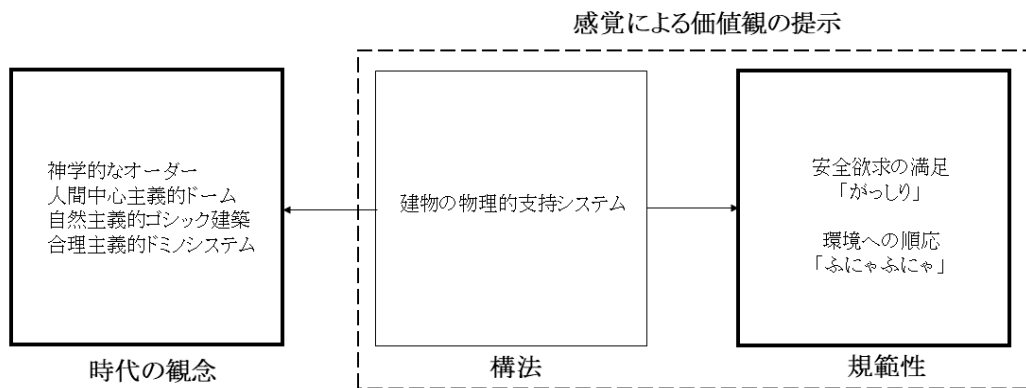 感覚による価値観の提示
神学的なオーダー
人間中心主義的ドーム
自然主義的ゴシック建築
合理主義的ドミノシステム
時代の観念
建物の物理的支持システム
構法
安全欲求の満足
「がっしり」
環境への順応
「ふにゃふにゃ」
規範性